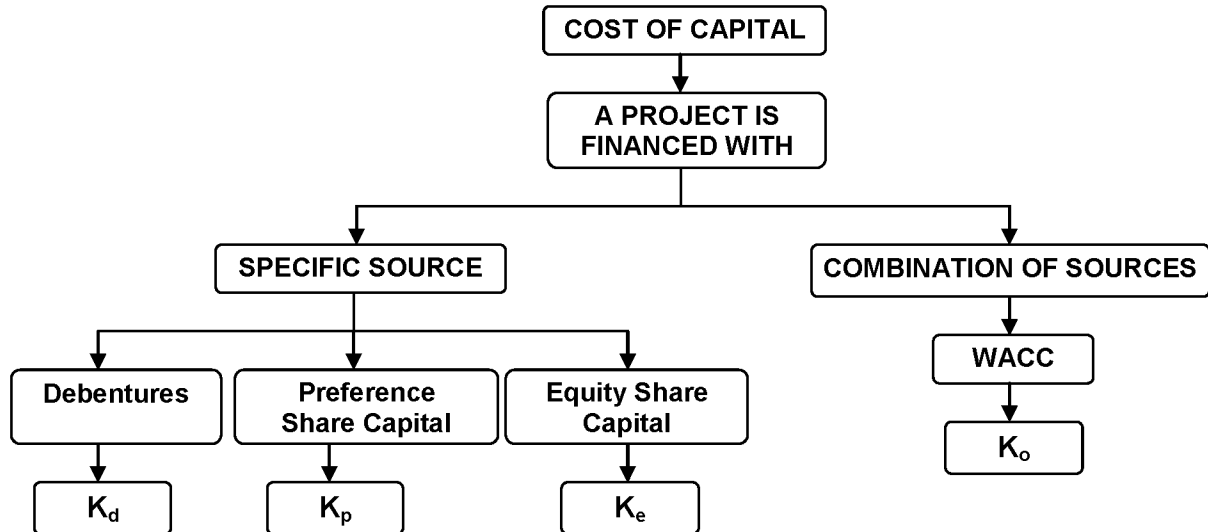 COST OF CAPITAL
A PROJECT IS
FINANCED WITH
SPECIFIC SOURCE
COMBINATION OF SOURCES
WACC
Debentures
Preference
Share Capital
Equity Share
Capital
Kₒ
K_d
Kₚ
Kₑ